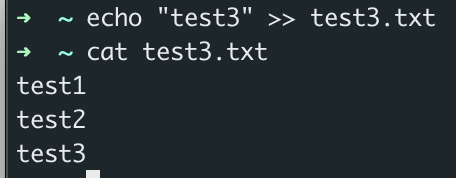 ➜ ~ echo "test3" >> test3.txt
➜ ~ cat test3.txt
test1
test2
test3